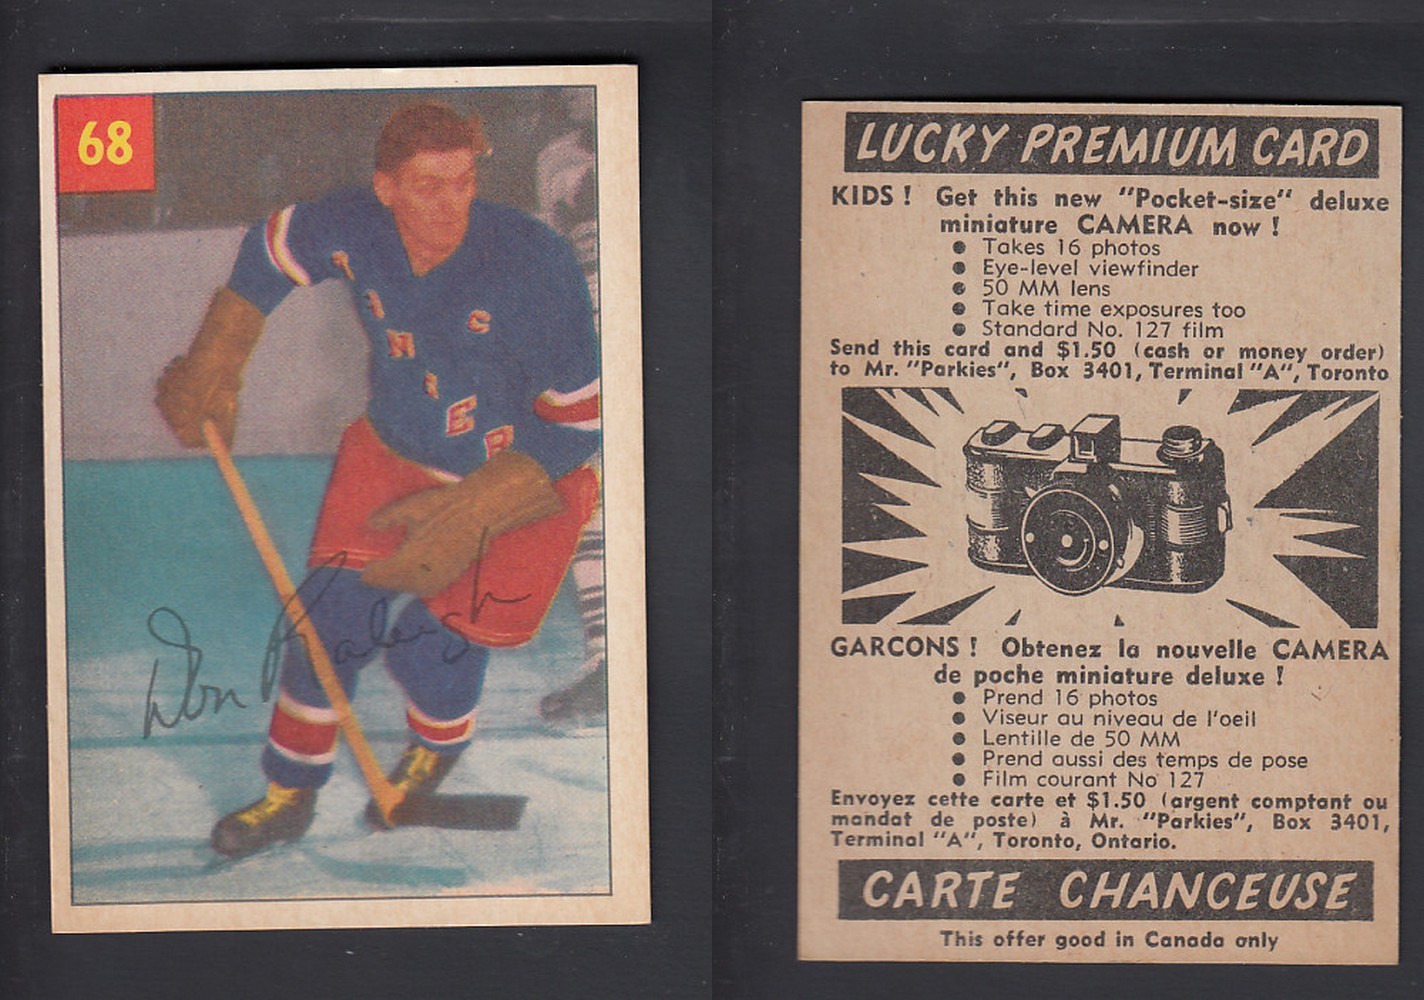 68
C
RANGER
Don Raleigh
LUCKY PREMIUM CARD
KIDS ! Get this new "Pocket-size" deluxe
miniature CAMERA now !
● Takes 16 photos
● Eye-level viewfinder
● 50 MM lens
● Take time exposures too
● Standard No. 127 film
Send this card and $1.50 (cash or money order)
to Mr. "Parkies", Box 3401, Terminal "A", Toronto
GARCONS ! Obtenez la nouvelle CAMERA
de poche miniature deluxe !
● Prend 16 photos
● Viseur au niveau de l'oeil
● Lentille de 50 MM
● Prend aussi des temps de pose
● Film courant No 127
Envoyez cette carte et $1.50 (argent comptant ou
mandat de poste) à Mr. "Parkies", Box 3401,
Terminal "A", Toronto, Ontario.
CARTE CHANCEUSE
This offer good in Canada only